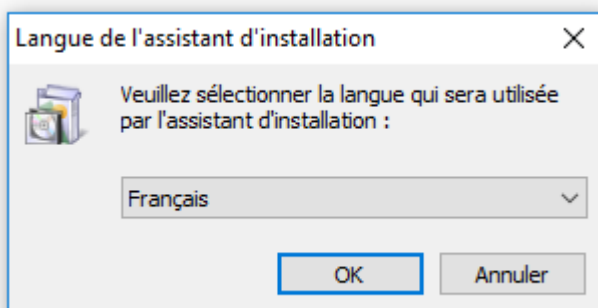 Langue de l'assistant d'installation
Veuillez sélectionner la langue qui sera utilisée
par l'assistant d'installation :
Français
OK
Annuler